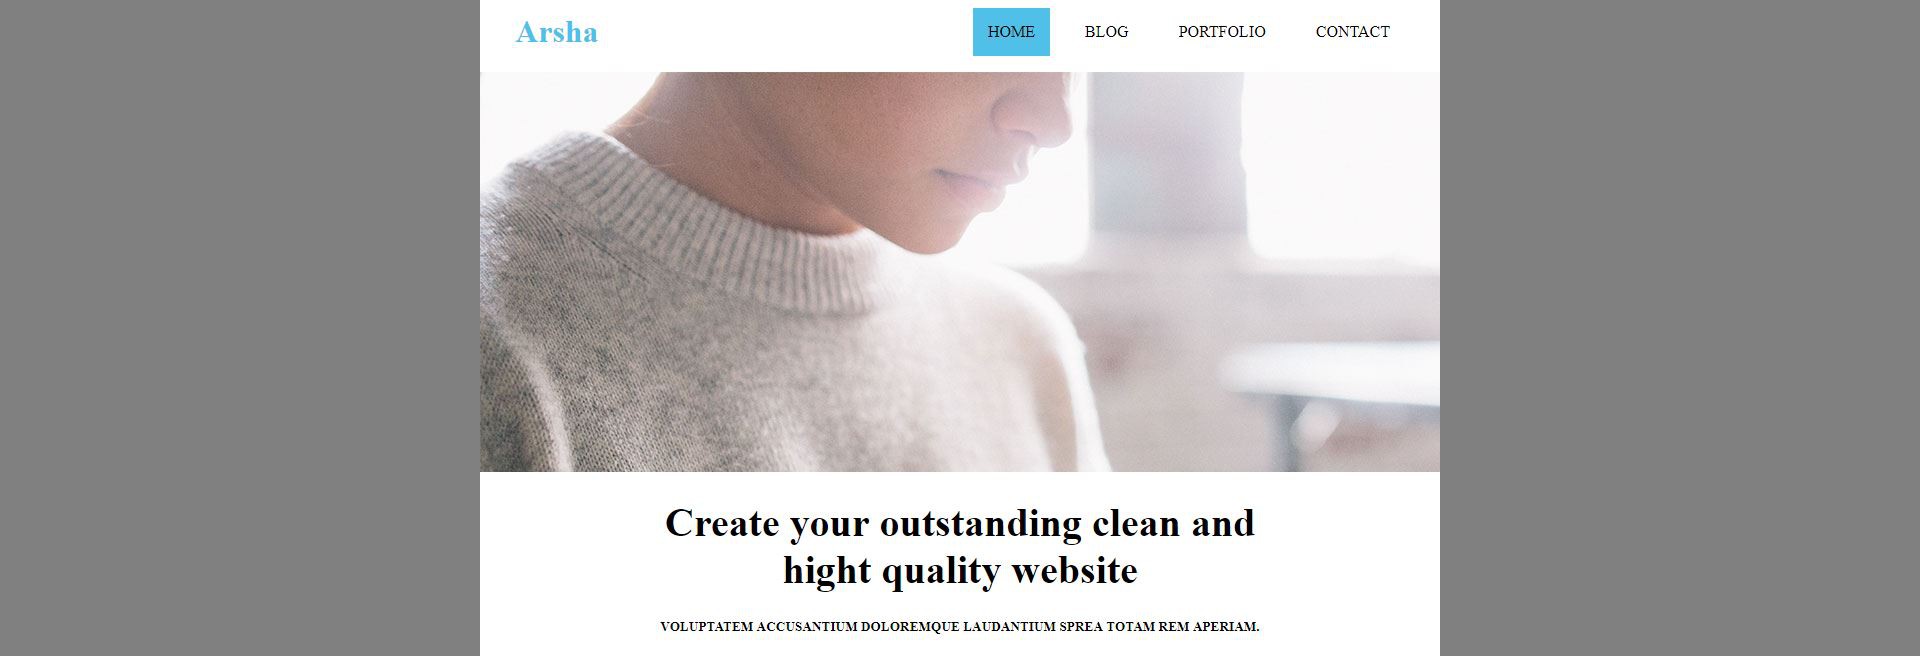 Arsha
HOME BLOG PORTFOLIO CONTACT
Create your outstanding clean and
hight quality website
VOLUPTATEM ACCUSANTIUM DOLOREMQUE LAUDANTIUM SPREA TOTAM REM APERIAM.